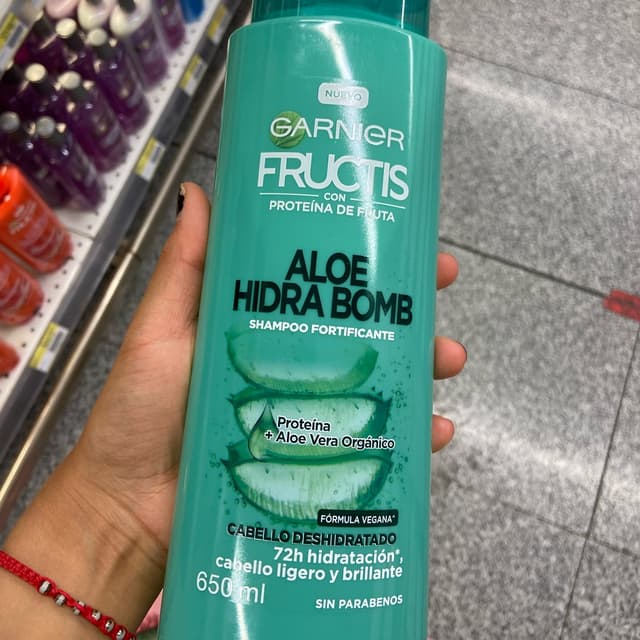 NUEVO
GARNIER
FRUCTIS
CON
PROTEÍNA DE FRUTA
ALOE
HIDRA BOMB
SHAMPOO FORTIFICANTE
Proteína
+ Aloe Vera Orgánico
FÓRMULA VEGANA*
CABELLO DESHIDRATADO
72h hidratación*,
cabello ligero y brillante
650 ml
SIN PARABENOS